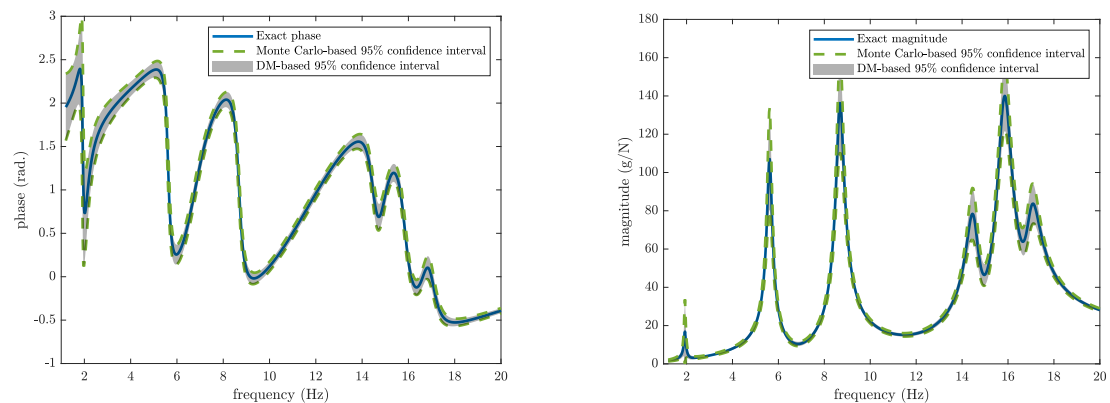 3
2.5
2
1.5
1
0.5
0
-0.5
-1
phase (rad.)
Exact phase
Monte Carlo-based 95% confidence interval
DM-based 95% confidence interval
2 4 6 8 10 12 14 16 18 20
frequency (Hz)
180
160
140
120
100
80
60
40
20
0
magnitude (g/N)
Exact magnitude
Monte Carlo-based 95% confidence interval
DM-based 95% confidence interval
2 4 6 8 10 12 14 16 18 20
frequency (Hz)